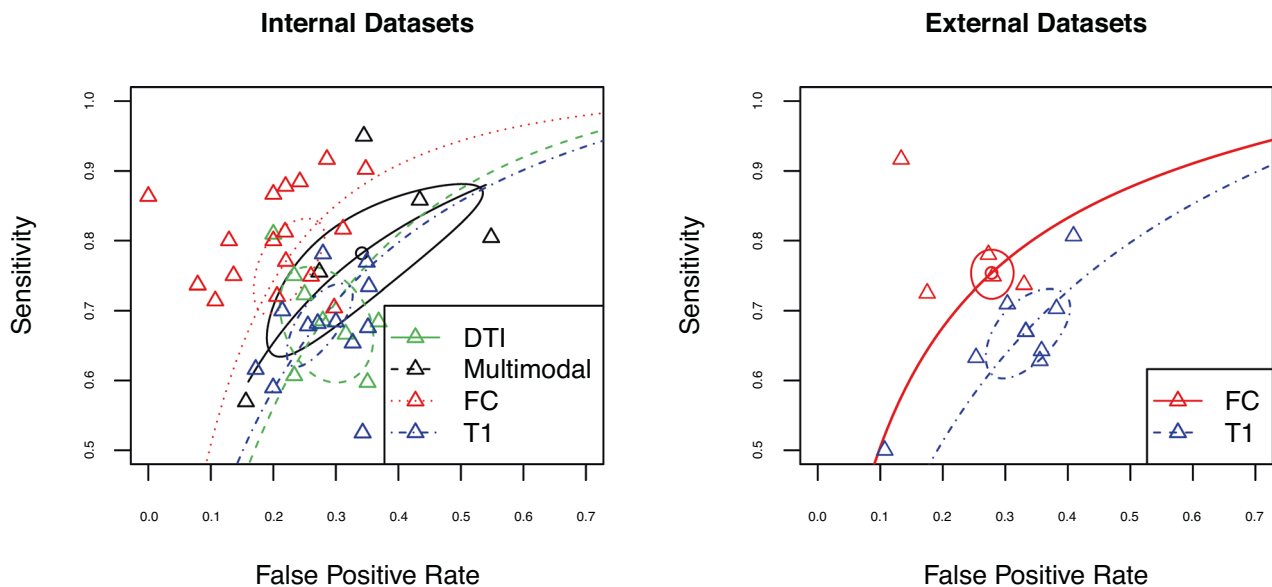 Internal Datasets
Sensitivity
1.0
0.9
0.8
0.7
0.6
0.5
DTI
Multimodal
FC
T1
0.0 0.1 0.2 0.3 0.4 0.5 0.6 0.7
False Positive Rate
External Datasets
Sensitivity
1.0
0.9
0.8
0.7
0.6
0.5
FC
T1
0.0 0.1 0.2 0.3 0.4 0.5 0.6 0.7
False Positive Rate